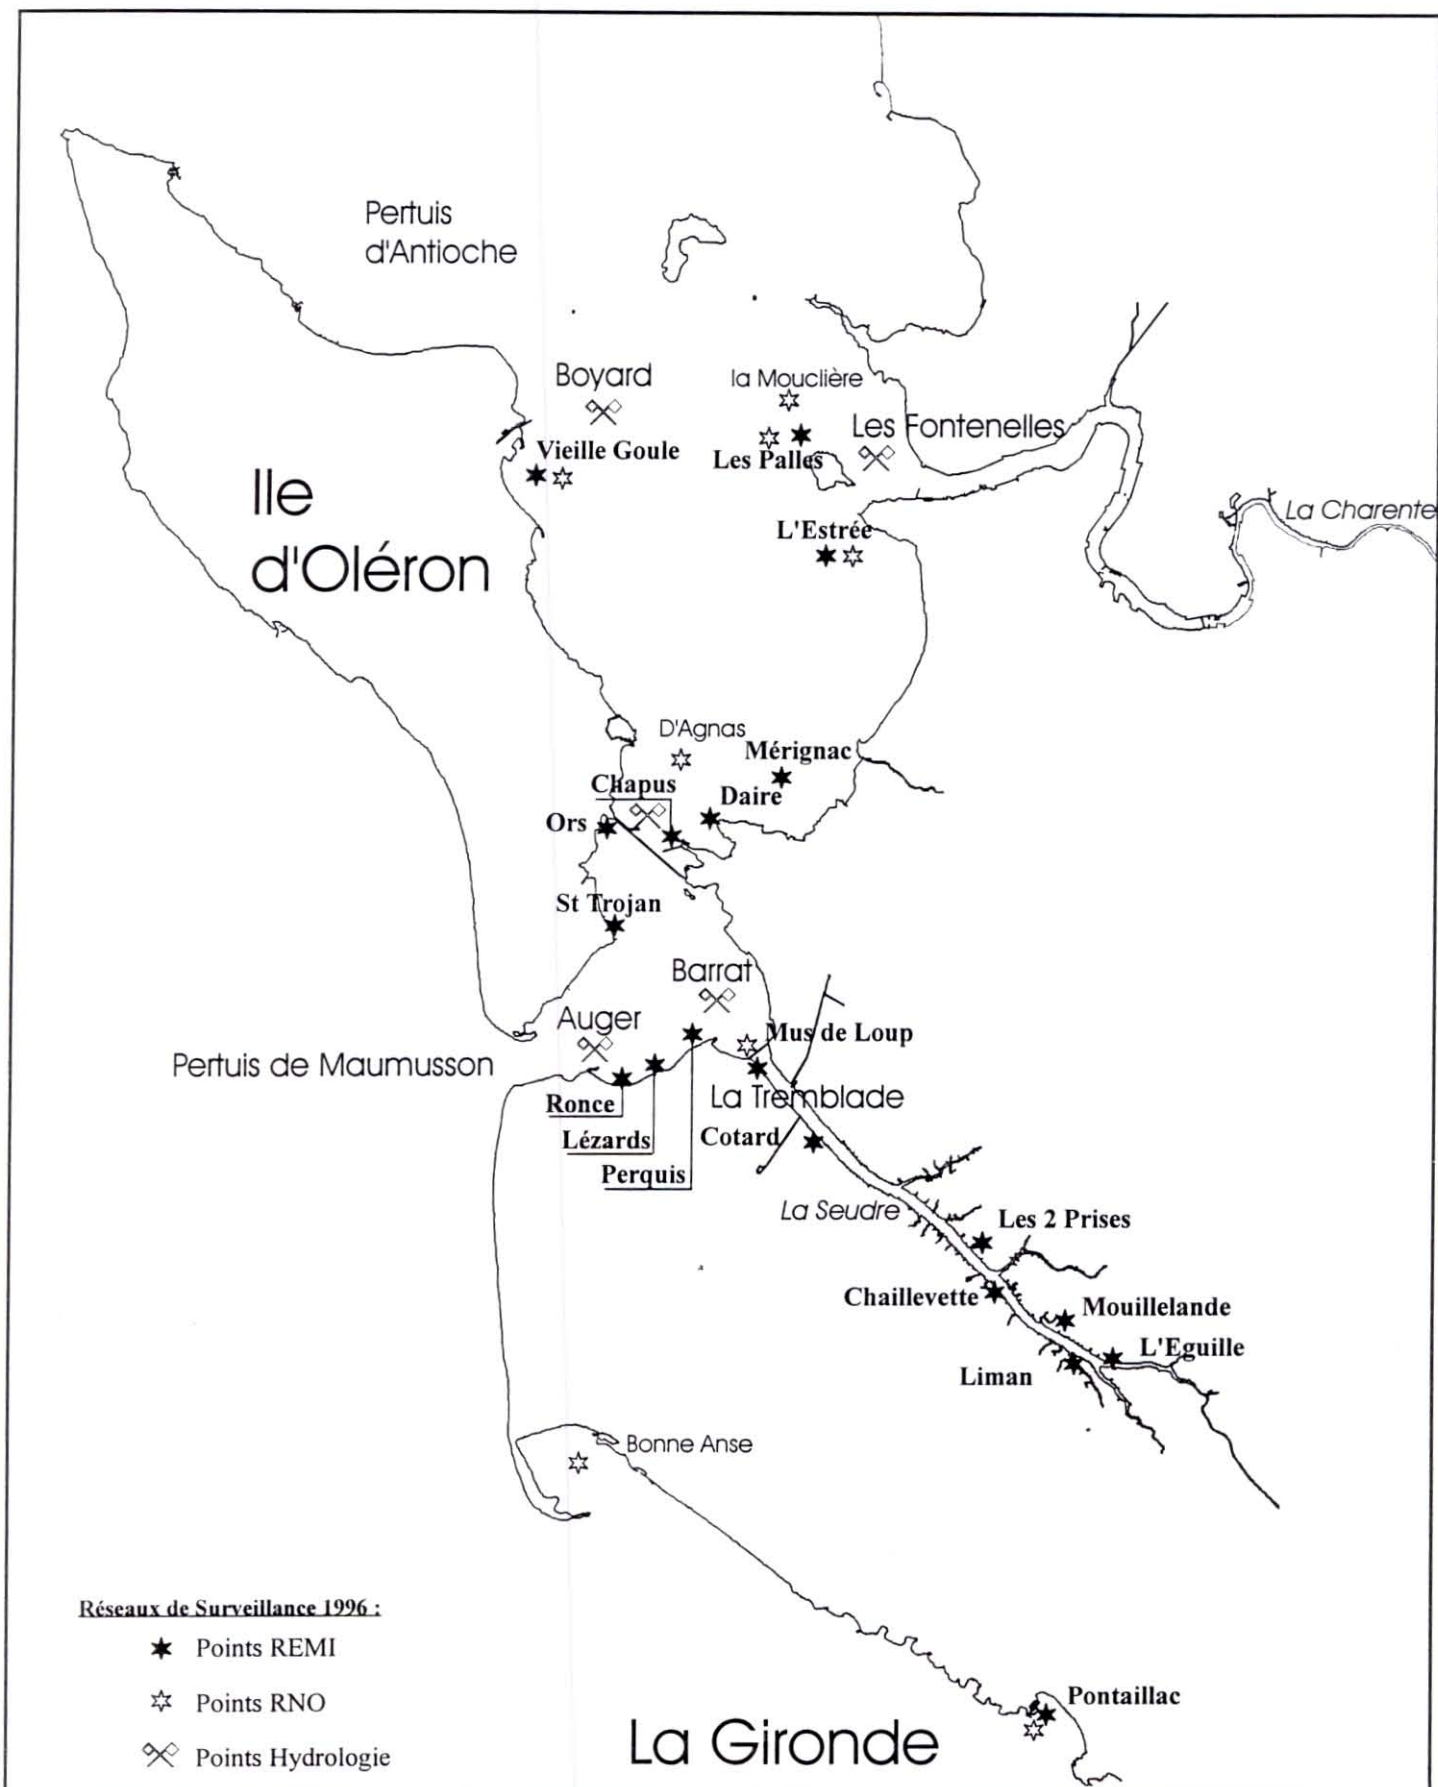 Pertuis
d'Antioche
Boyard
la Mouclière
Les Fontenelles
Vieille Goule
Les Palles
Ile
d'Oléron
La Charente
L'Estrée
D'Agnas
Mérignac
Chapus
Daire
Ors
St Trojan
Barrat
Auger
Mus de Loup
Pertuis de Maumusson
La Tremblade
Ronce
Lézards
Cotard
Perquis
La Seudre
Les 2 Prises
Chaillevette
Mouillelande
L'Eguille
Liman
Bonne Anse
Réseaux de Surveillance 1996 :
Points REMI
Points RNO
Points Hydrologie
Pontaillac
La Gironde